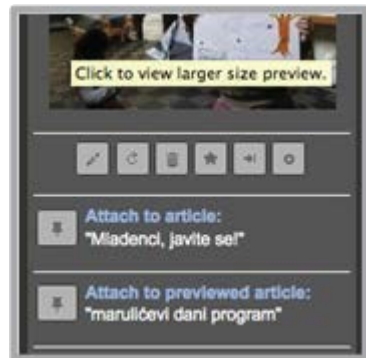 Click to view larger size preview.
Attach to article:
"Mladenci, javite se!"
Attach to previewed article:
"marulićevi dani program"